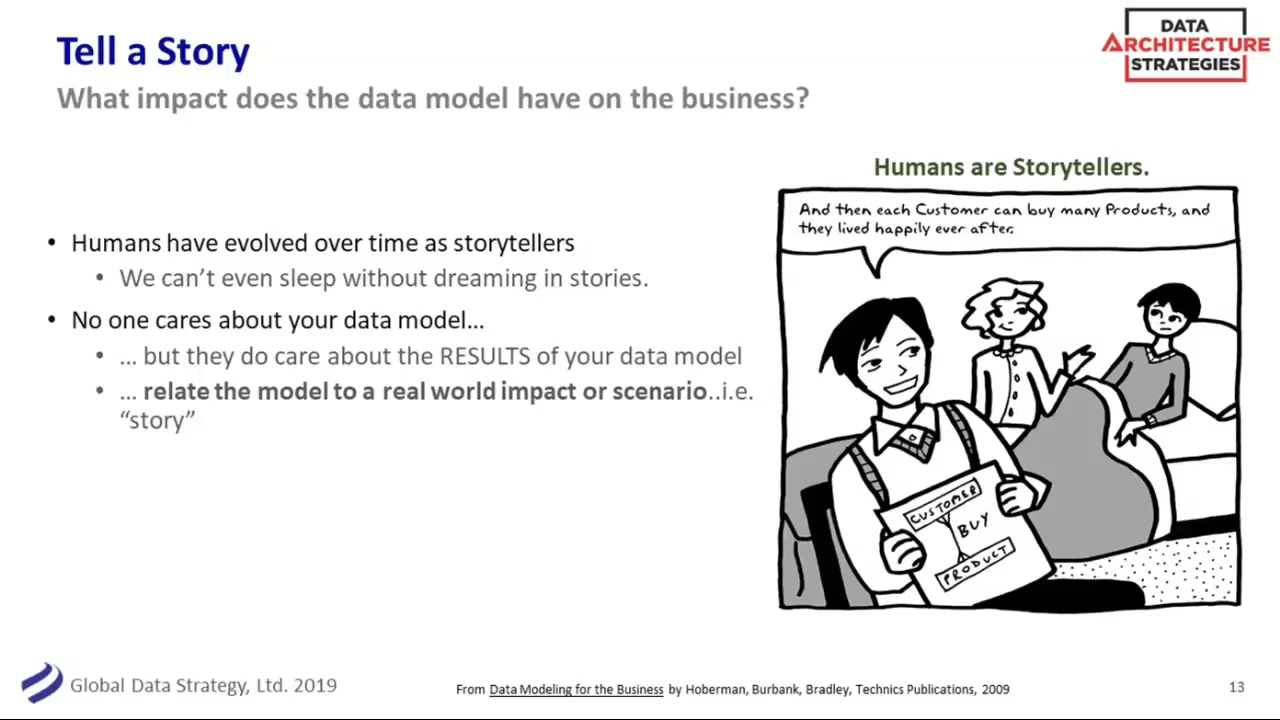 Tell a Story
What impact does the data model have on the business?
DATA
ARCHITECTURE
STRATEGIES
• Humans have evolved over time as storytellers
• We can’t even sleep without dreaming in stories.
• No one cares about your data model...
• ... but they do care about the RESULTS of your data model
• ... relate the model to a real world impact or scenario..i.e.
“story”
Humans are Storytellers.
And then each Customer can buy many Products, and
they lived happily ever after.
CUSTOMER
BUY
PRODUCT
Global Data Strategy, Ltd. 2019
From Data Modeling for the Business by Hoberman, Burbank, Bradley, Technics Publications, 2009
13